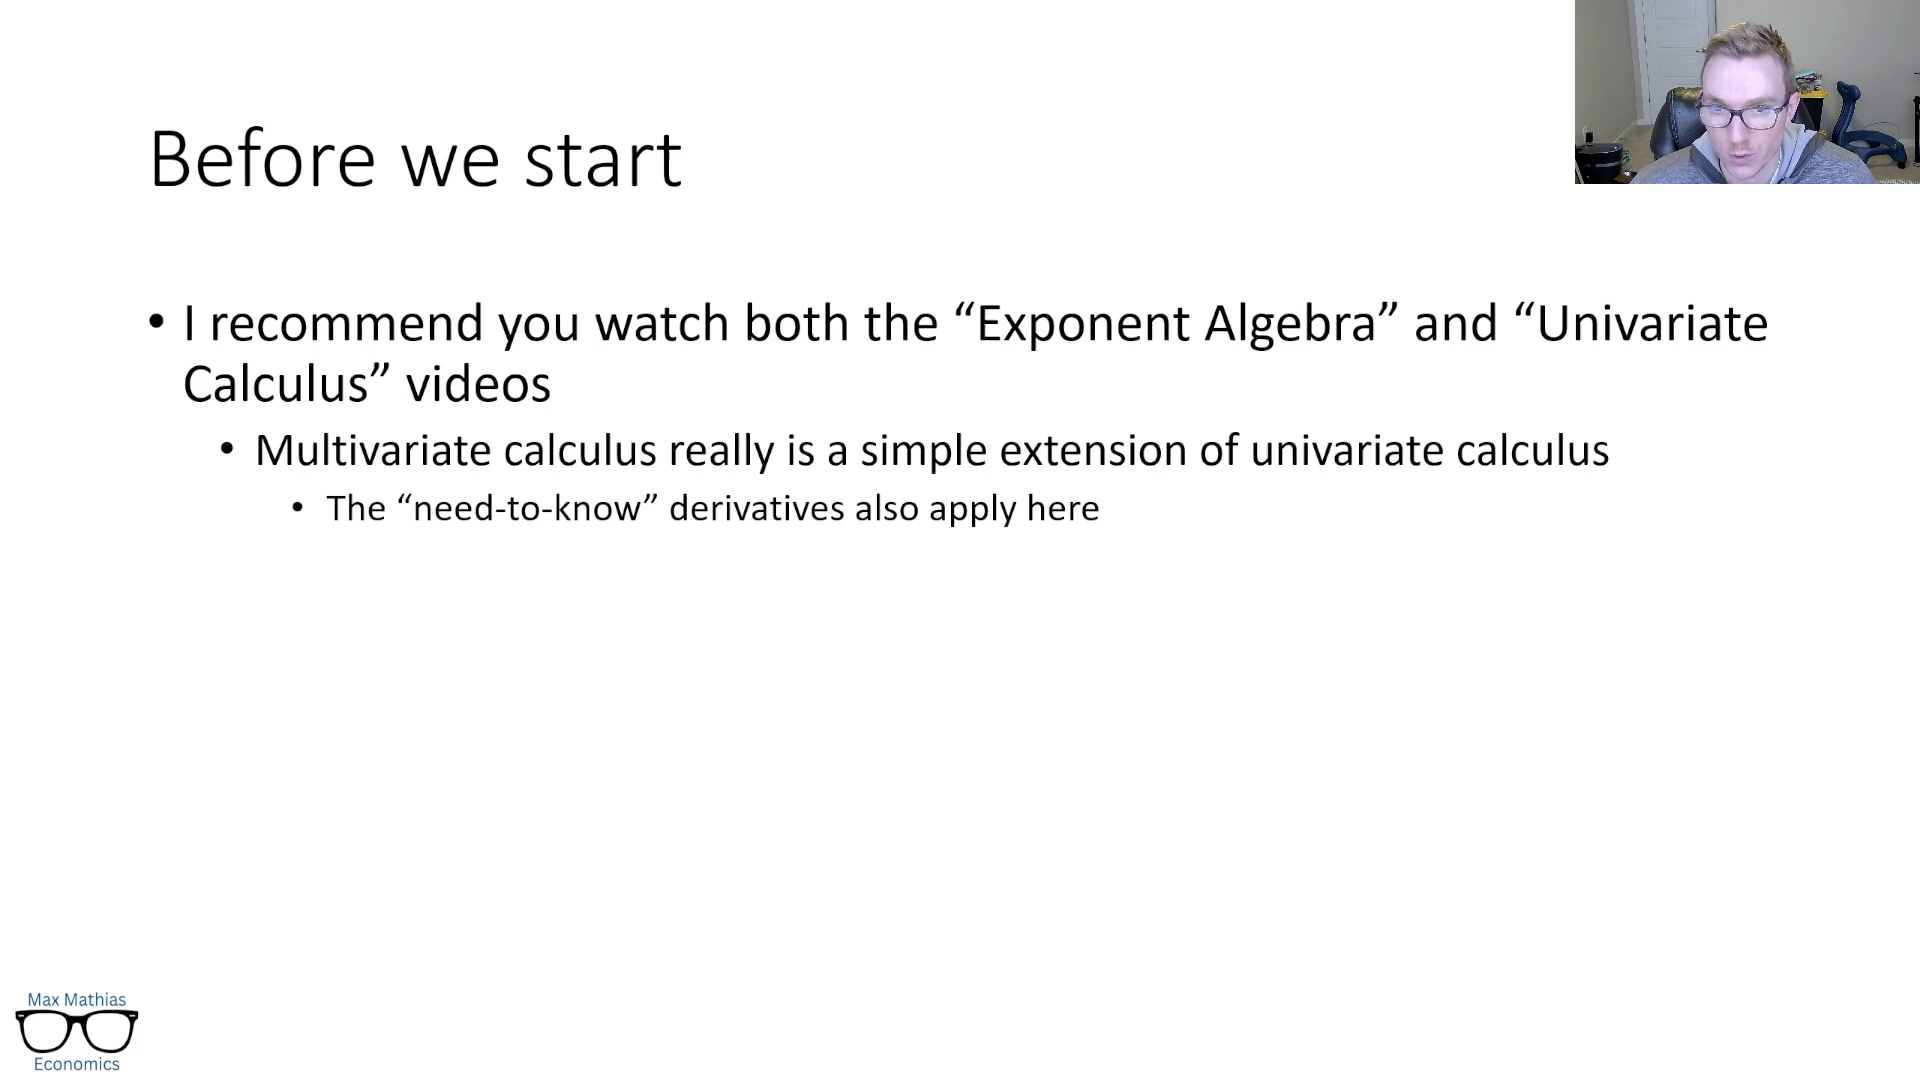 Before we start
• I recommend you watch both the “Exponent Algebra” and “Univariate
Calculus” videos
• Multivariate calculus really is a simple extension of univariate calculus
• The “need-to-know” derivatives also apply here
Max Mathias
Economics